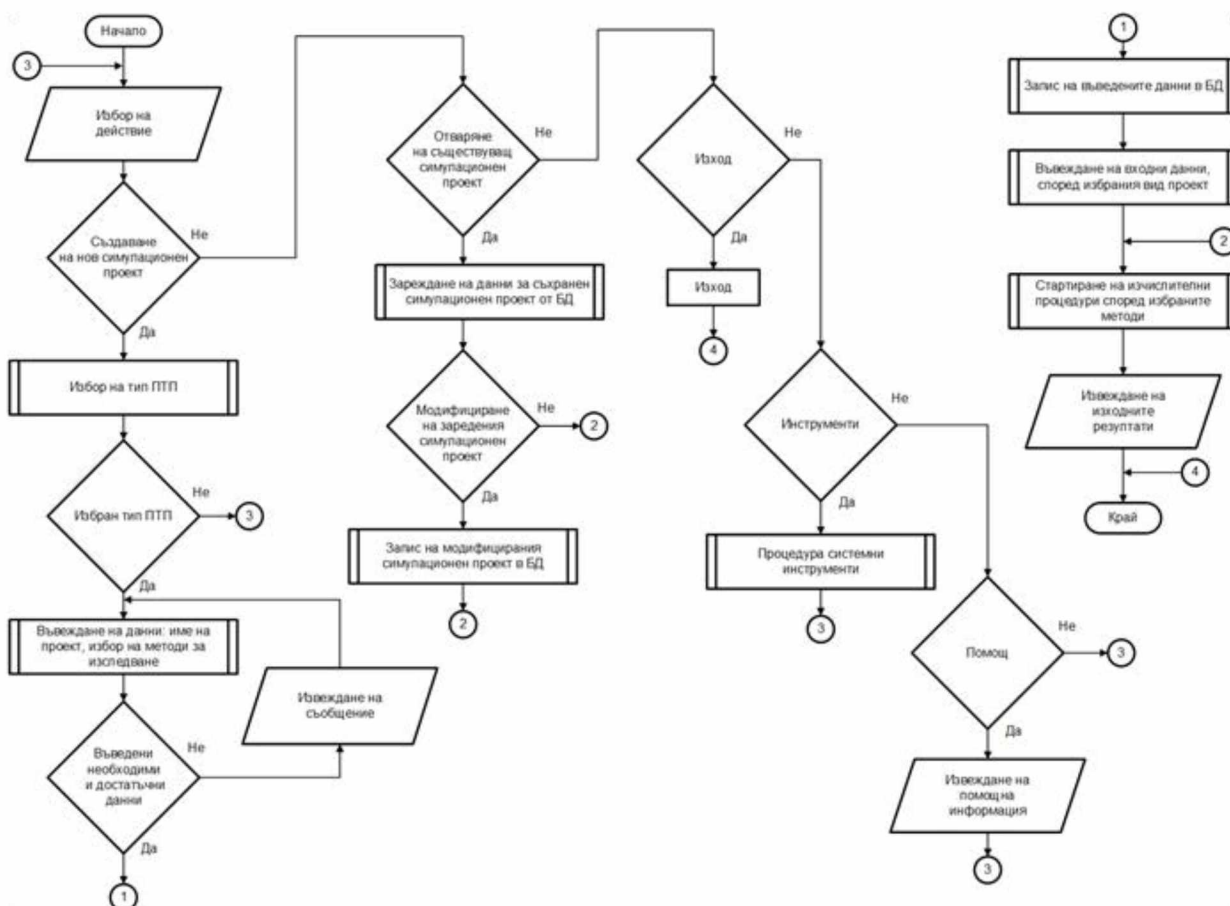 Начало
3
Избор на
действие
Създаване
на нов симулационен
проект
Не
Да
Избор на тип ПТП
Избран тип ПТП
Не
3
Да
Въвеждане на данни: име на
проект, избор на методи за
изследване
Извеждане на
съобщение
Въведени
необходими
и достатъчни
данни
Не
Да
1
Отваряне
на съществуващ
симулационен
проект
Не
Да
Зареждане на данни за съхранен
симулационен проект от БД
Модифициране
на заредения
симулационен
проект
Не
2
Да
Запис на модифицирания
симулационен проект в БД
2
Изход
Не
Да
Изход
4
Инструменти
Не
Да
Процедура системни
инструменти
3
Помощ
Не
3
Да
Извеждане на
помощна
информация
3
1
Запис на въведените данни в БД
Въвеждане на входни данни,
според избрания вид проект
2
Стартиране на изчислителни
процедури според избраните
методи
Извеждане на
изходните
резултати
4
Край